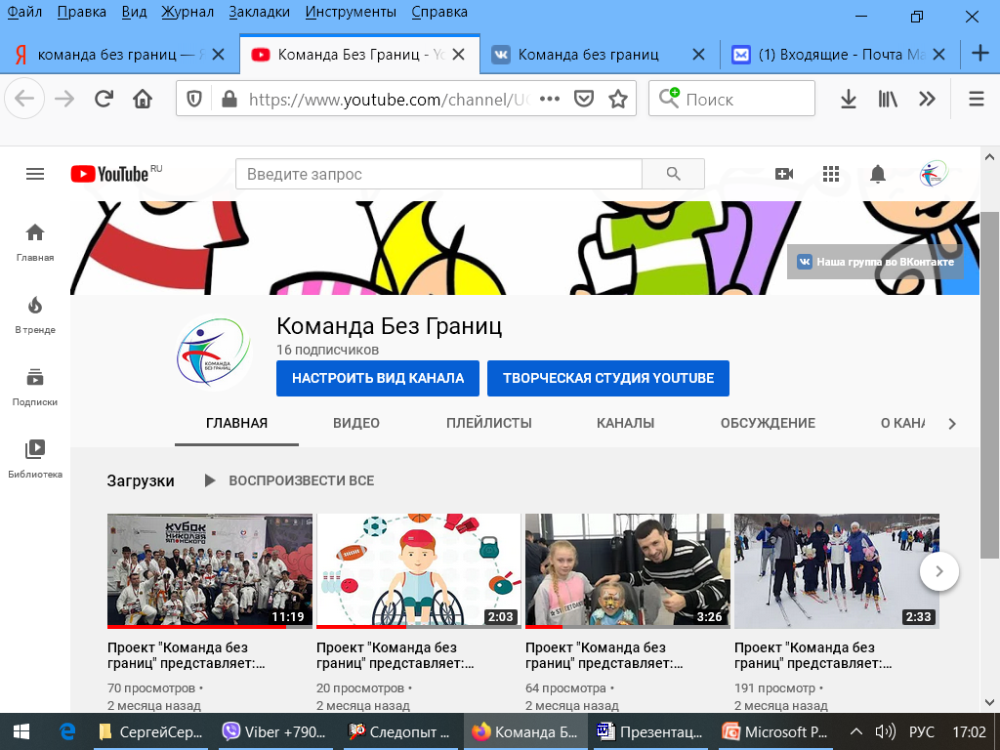 Файл Правка Вид Журнал Закладки Инструменты Справка
команда без границ — Я
Команда Без Границ - Yo
Команда без границ
(1) Входящие - Почта Ma
https://www.youtube.com/channel/UC
Поиск
YouTube RU
Введите запрос
Главная
В тренде
Подписки
Библиотека
Наша группа во ВКонтакте
КОМАНДА
БЕЗ ГРАНИЦ
Команда Без Границ
16 подписчиков
НАСТРОИТЬ ВИД КАНАЛА
ТВОРЧЕСКАЯ СТУДИЯ YOUTUBE
ГЛАВНАЯ ВИДЕО ПЛЕЙЛИСТЫ КАНАЛЫ ОБСУЖДЕНИЕ О КАНА
Загрузки ВОСПРОИЗВЕСТИ ВСЕ
КУБОК
НИКОЛАЯ
ЯПОНСКОГО
11:19
2:03
3:26
2:33
Проект "Команда без
границ" представляет:...
70 просмотров •
2 месяца назад
Проект "Команда без
границ" представляет:...
20 просмотров •
2 месяца назад
Проект "Команда без
границ" представляет:...
64 просмотра •
2 месяца назад
Проект "Команда без
границ" представляет:...
191 просмотр •
2 месяца назад
СергейСер...
Viber +790...
Следопыт ...
Команда Б...
Презентац...
Microsoft P...
РУС
17:02